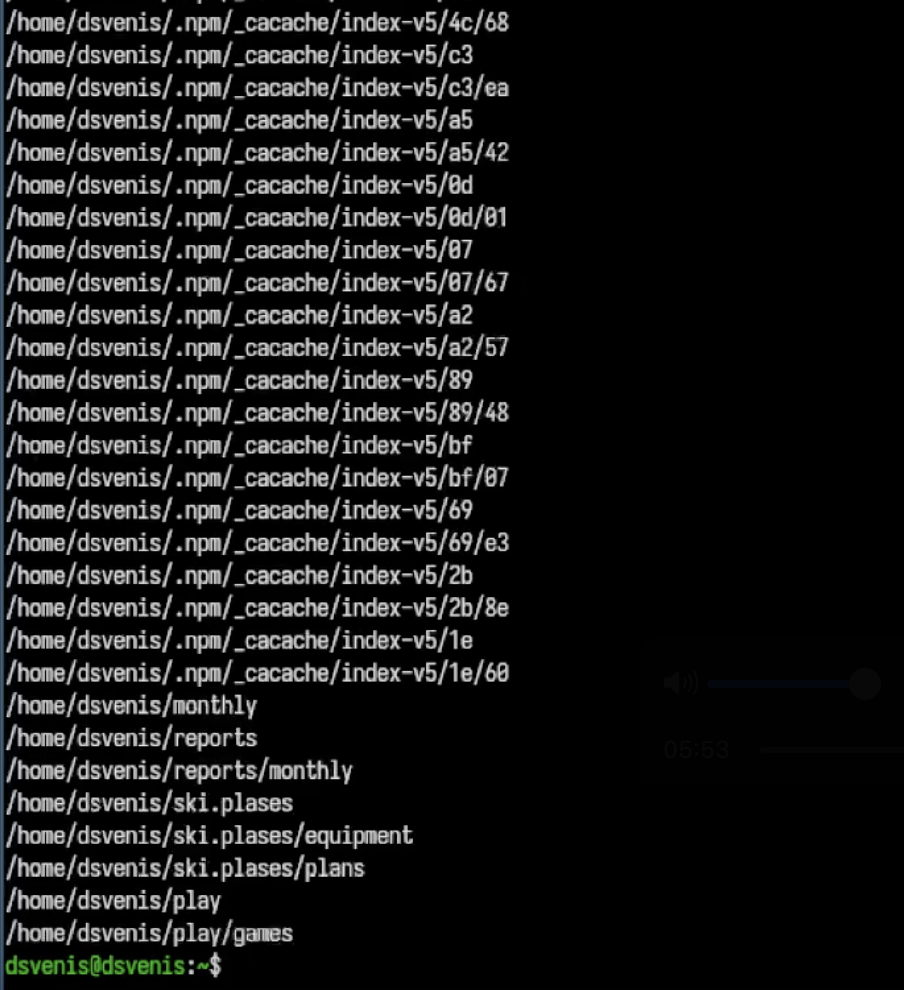 /home/dsvenis/.npm/_cacache/index-v5/4c/68
/home/dsvenis/.npm/_cacache/index-v5/c3
/home/dsvenis/.npm/_cacache/index-v5/c3/ea
/home/dsvenis/.npm/_cacache/index-v5/a5
/home/dsvenis/.npm/_cacache/index-v5/a5/42
/home/dsvenis/.npm/_cacache/index-v5/0d
/home/dsvenis/.npm/_cacache/index-v5/0d/01
/home/dsvenis/.npm/_cacache/index-v5/07
/home/dsvenis/.npm/_cacache/index-v5/07/67
/home/dsvenis/.npm/_cacache/index-v5/a2
/home/dsvenis/.npm/_cacache/index-v5/a2/57
/home/dsvenis/.npm/_cacache/index-v5/89
/home/dsvenis/.npm/_cacache/index-v5/89/48
/home/dsvenis/.npm/_cacache/index-v5/bf
/home/dsvenis/.npm/_cacache/index-v5/bf/07
/home/dsvenis/.npm/_cacache/index-v5/69
/home/dsvenis/.npm/_cacache/index-v5/69/e3
/home/dsvenis/.npm/_cacache/index-v5/2b
/home/dsvenis/.npm/_cacache/index-v5/2b/8e
/home/dsvenis/.npm/_cacache/index-v5/1e
/home/dsvenis/.npm/_cacache/index-v5/1e/60
/home/dsvenis/monthly
/home/dsvenis/reports
05:53
/home/dsvenis/reports/monthly
/home/dsvenis/ski.plases
/home/dsvenis/ski.plases/equipment
/home/dsvenis/ski.plases/plans
/home/dsvenis/play
/home/dsvenis/play/games
dsvenis@dsvenis:~$